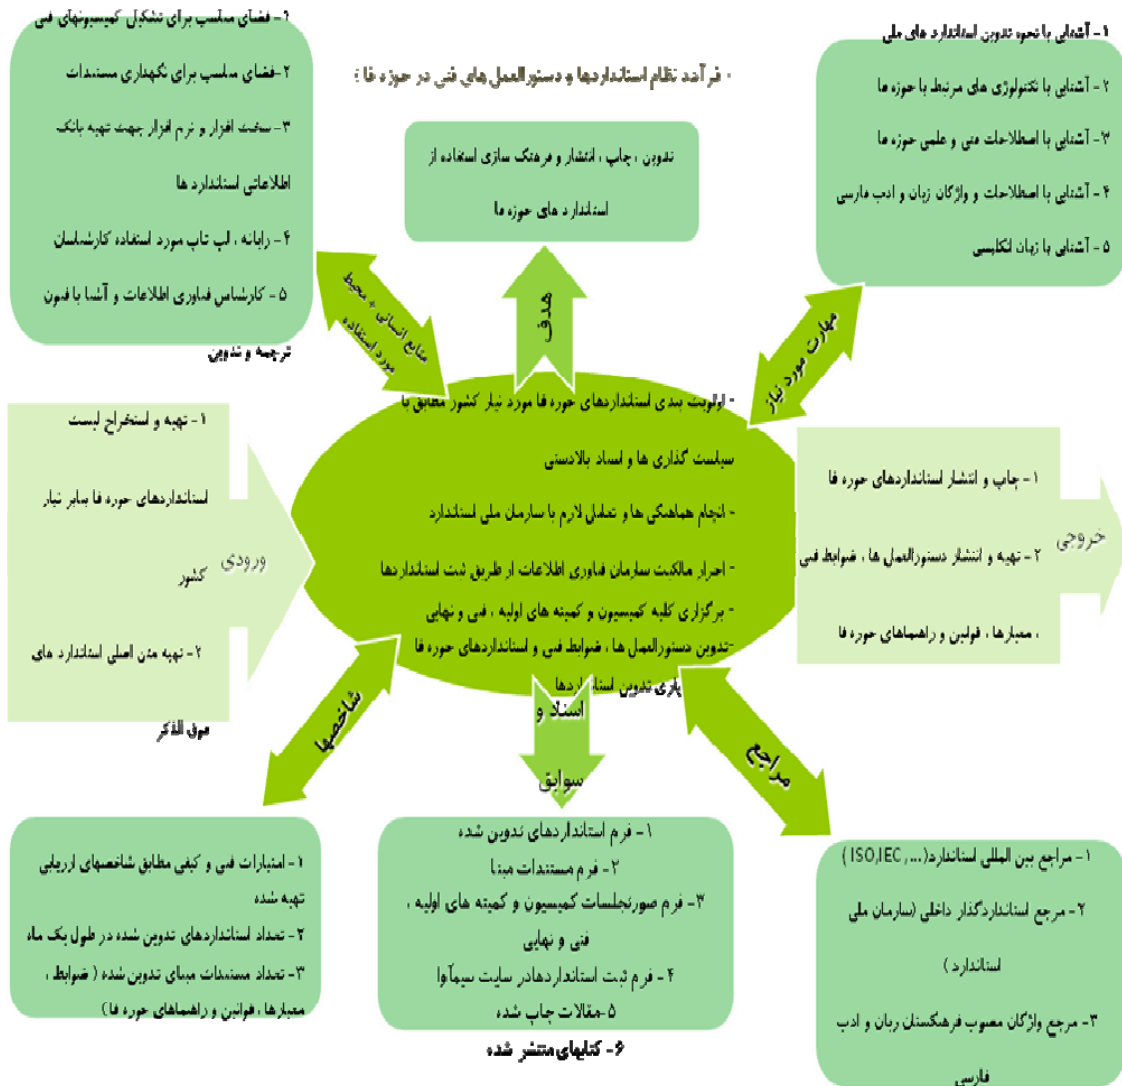 فرآیند نظام استانداردها و دستورالعمل های فنی در حوزه فا :
۱- آشنایی با نحوه تدوین استاندارد های ملی
۲- آشنایی با تکنولوژی های مرتبط با حوزه فا
۳- آشنایی با اصطلاحات فنی و علمی حوزه فا
۴- آشنایی با اصطلاحات و واژگان زبان و ادب فارسی
۵- آشنایی با زبان انگلیسی
مهارت مورد نیاز
تدوین ، چاپ ، انتشار و فرهنگ سازی استفاده از
استاندارد های حوزه فا
هدف
۱- فضای مناسب برای تشکیل کمیسیونهای فنی
۲-فضای مناسب برای نگهداری مستندات
۳- سخت افزار و نرم افزار جهت تهیه بانک
اطلاعاتی استاندارد ها
۴- رایانه ، لپ تاپ مورد استفاده کارشناسان
۵- کارشناس فناوری اطلاعات و آشنا با فنون
ترجمه و تدوین
منابع انسانی + محیط
مورد استفاده
۱- تهیه و استخراج لیست
استانداردهای حوزه فا بنابر نیاز
کشور
۲- تهیه متن اصلی استاندارد های
فوق الذکر
ورودی
- اولویت بندی استانداردهای حوزه فا مورد نیاز کشور مطابق با
سیاست گذاری ها و اسناد بالادستی
- انجام هماهنگی ها و تعامل لازم با سازمان ملی استاندارد
- احراز مالکیت سازمان فناوری اطلاعات از طریق ثبت استانداردها
- برگزاری کلیه کمیسیون و کمیته های اولیه ، فنی و نهایی
-تدوین دستورالعمل ها ، ضوابط فنی و استانداردهای حوزه فا
یاری تدوین استانداردها
۱- چاپ و انتشار استانداردهای حوزه فا
۲- تهیه و انتشار دستورالعمل ها ، ضوابط فنی
، معیارها ، قوانین و راهنماهای حوزه فا
خروجی
مراجع
۱- مراجع بین المللی استاندارد(... ,ISO,IEC )
۲- مرجع استانداردگذار داخلی (سازمان ملی
استاندارد )
۳- مرجع واژگان مصوب فرهنگستان زبان و ادب
فارسی
اسناد و
سوابق
۱- فرم استانداردهای تدوین شده
۲- فرم مستندات مبنا
۳- فرم صورتجلسات کمیسیون و کمیته های اولیه ،
فنی و نهایی
۴- فرم ثبت استانداردهادر سایت سیمآوا
۵-مقالات چاپ شده
۶- کتابهای منتشر شده
شاخصها
۱- امتیازات فنی و کیفی مطابق شاخصهای ارزیابی
تهیه شده
۲- تعداد استانداردهای تدوین شده در طول یک ماه
۳- تعداد مستندات مبنای تدوین شده ( ضوابط ،
معیارها ، قوانین و راهنماهای حوزه فا)